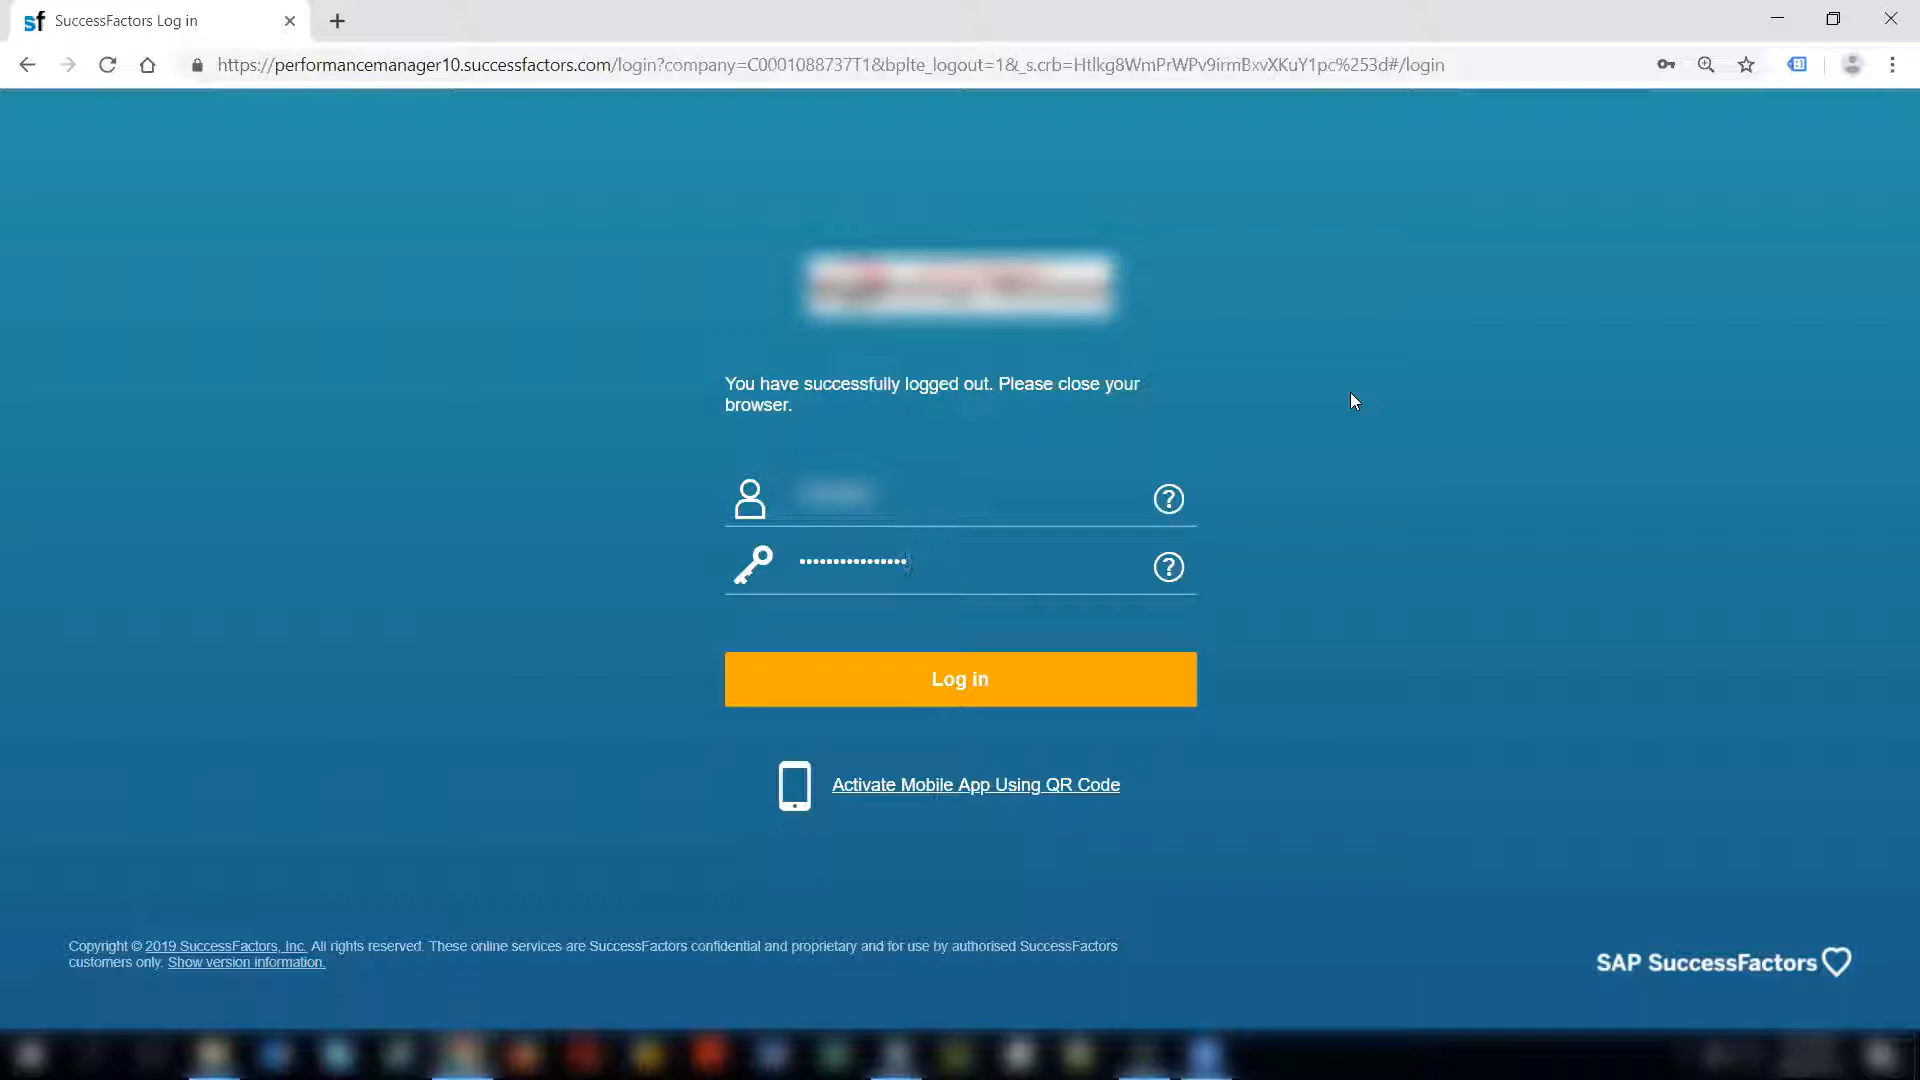 sf SuccessFactors Log in
https://performancemanager10.successfactors.com/login?company=C0001088737T1&bplte_logout=1&_s.crb=Htlkg8WmPrWPv9irmBxvXKuY1pc%253d#/login
You have successfully logged out. Please close your
browser.
?
••••••••••••••••
?
Log in
Activate Mobile App Using QR Code
Copyright © 2019 SuccessFactors, Inc. All rights reserved. These online services are SuccessFactors confidential and proprietary and for use by authorised SuccessFactors
customers only. Show version information.
SAP SuccessFactors